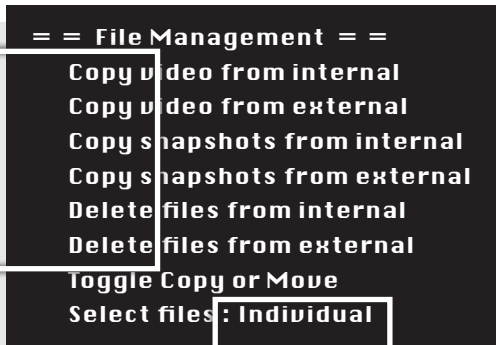 = = File Management = =
Copy video from internal
Copy video from external
Copy snapshots from internal
Copy snapshots from external
Delete files from internal
Delete files from external
Toggle Copy or Move
Select files : Individual